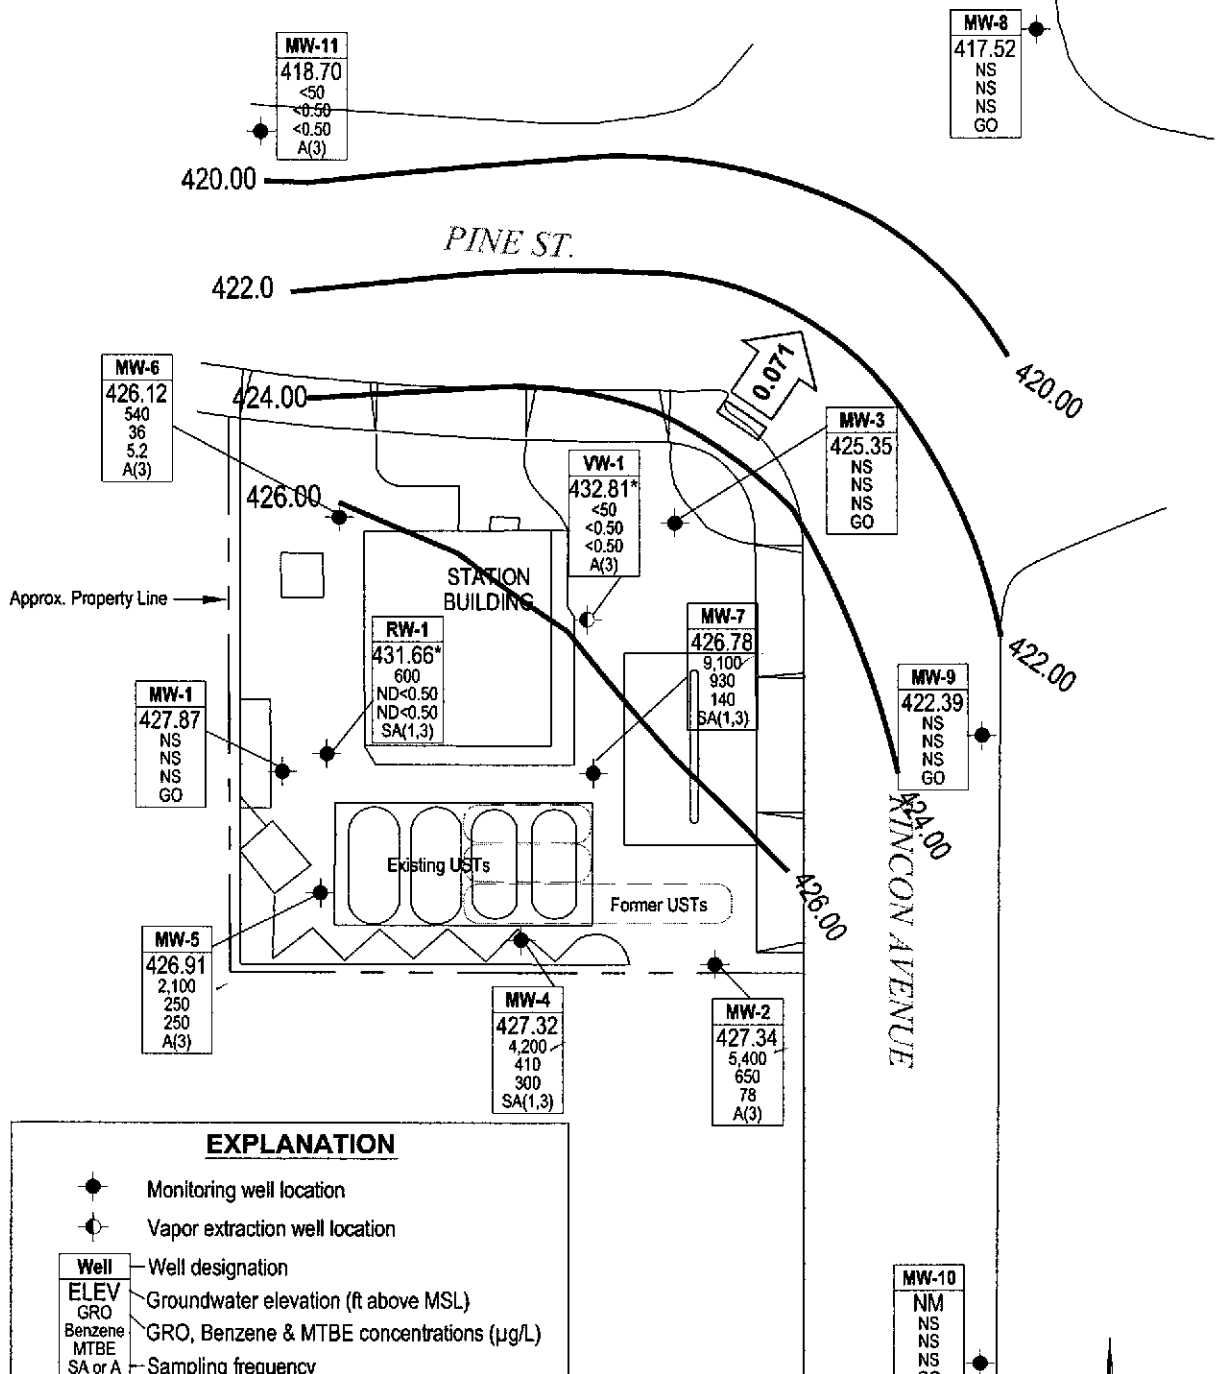 MW-11
418.70
<50
<0.50
<0.50
A(3)
MW-8
417.52
NS
NS
NS
GO
420.00
PINE ST.
422.0
0.071
420.00
MW-6
426.12
540
36
5.2
A(3)
424.00
MW-3
425.35
NS
NS
NS
GO
VW-1
432.81*
<50
<0.50
<0.50
A(3)
426.00
STATION
BUILDING
Approx. Property Line
RW-1
431.66*
600
ND<0.50
ND<0.50
SA(1,3)
MW-7
426.78
9,100
930
140
SA(1,3)
422.00
MW-9
422.39
NS
NS
NS
GO
MW-1
427.87
NS
NS
NS
GO
424.00
RINCON AVENUE
Existing USTs
Former USTs
426.00
MW-5
426.91
2,100
250
250
A(3)
MW-4
427.32
4,200
410
300
SA(1,3)
MW-2
427.34
5,400
650
78
A(3)
EXPLANATION
Monitoring well location
Vapor extraction well location
Well
Well designation
ELEV
Groundwater elevation (ft above MSL)
GRO
Benzene
MTBE
GRO, Benzene & MTBE concentrations (µg/L)
SA or A
Sampling frequency
MW-10
NM
NS
NS
NS